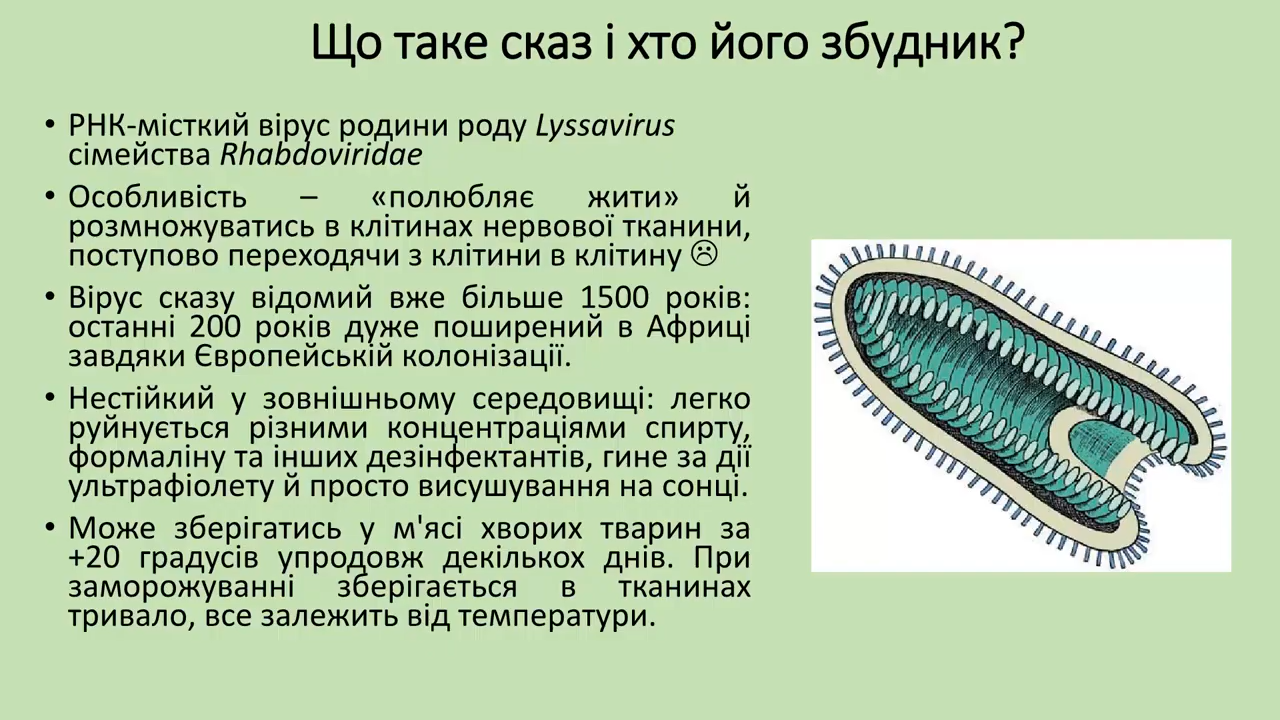 Що таке сказ і хто його збудник?
• РНК-місткий вірус родини роду Lyssavirus
сімейства Rhabdoviridae
• Особливість – «полюбляє жити» й
розмножуватись в клітинах нервової тканини,
поступово переходячи з клітини в клітину ☹
• Вірус сказу відомий вже більше 1500 років:
останні 200 років дуже поширений в Африці
завдяки Європейській колонізації.
• Нестійкий у зовнішньому середовищі: легко
руйнується різними концентраціями спирту,
формаліну та інших дезінфектантів, гине за дії
ультрафіолету й просто висушування на сонці.
• Може зберігатись у м'ясі хворих тварин за
+20 градусів упродовж декількох днів. При
заморожуванні зберігається в тканинах
тривало, все залежить від температури.